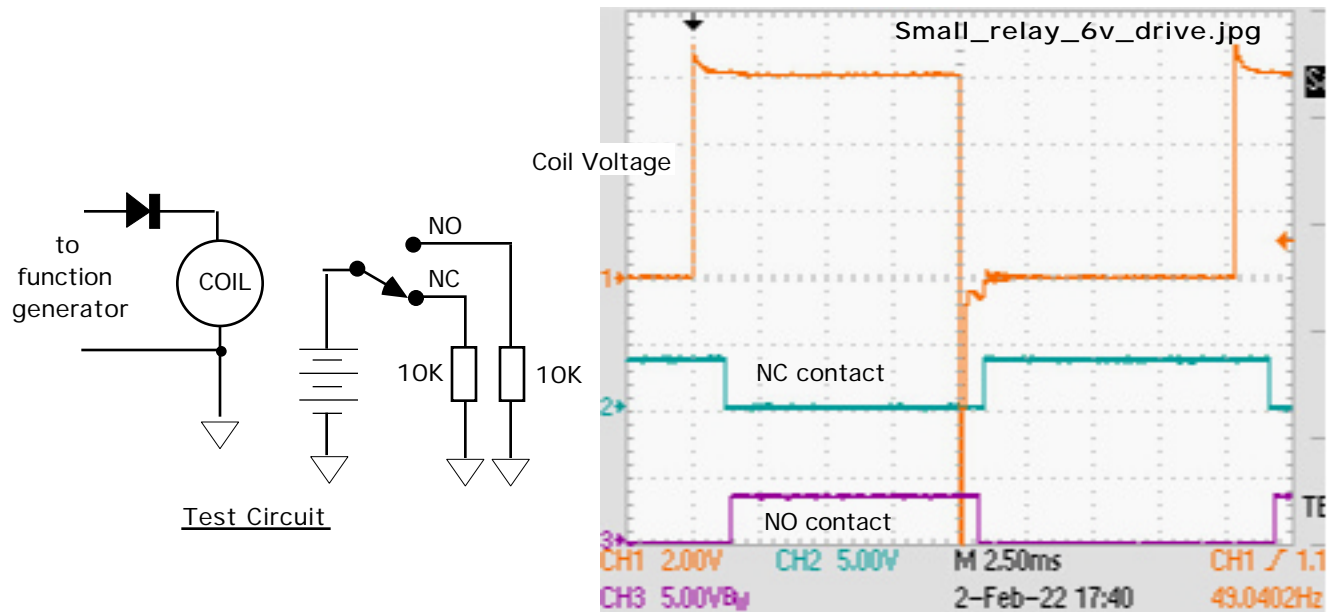 Small_relay_6v_drive.jpg
Coil Voltage
to
function
generator
COIL
NO
NC
10K
10K
Test Circuit
1
NC contact
2
NO contact
3
CH1 2.00V CH2 5.00V M 2.50ms CH1 / 1.1
CH3 5.00VBW 2-Feb-22 17:40 49.0402Hz